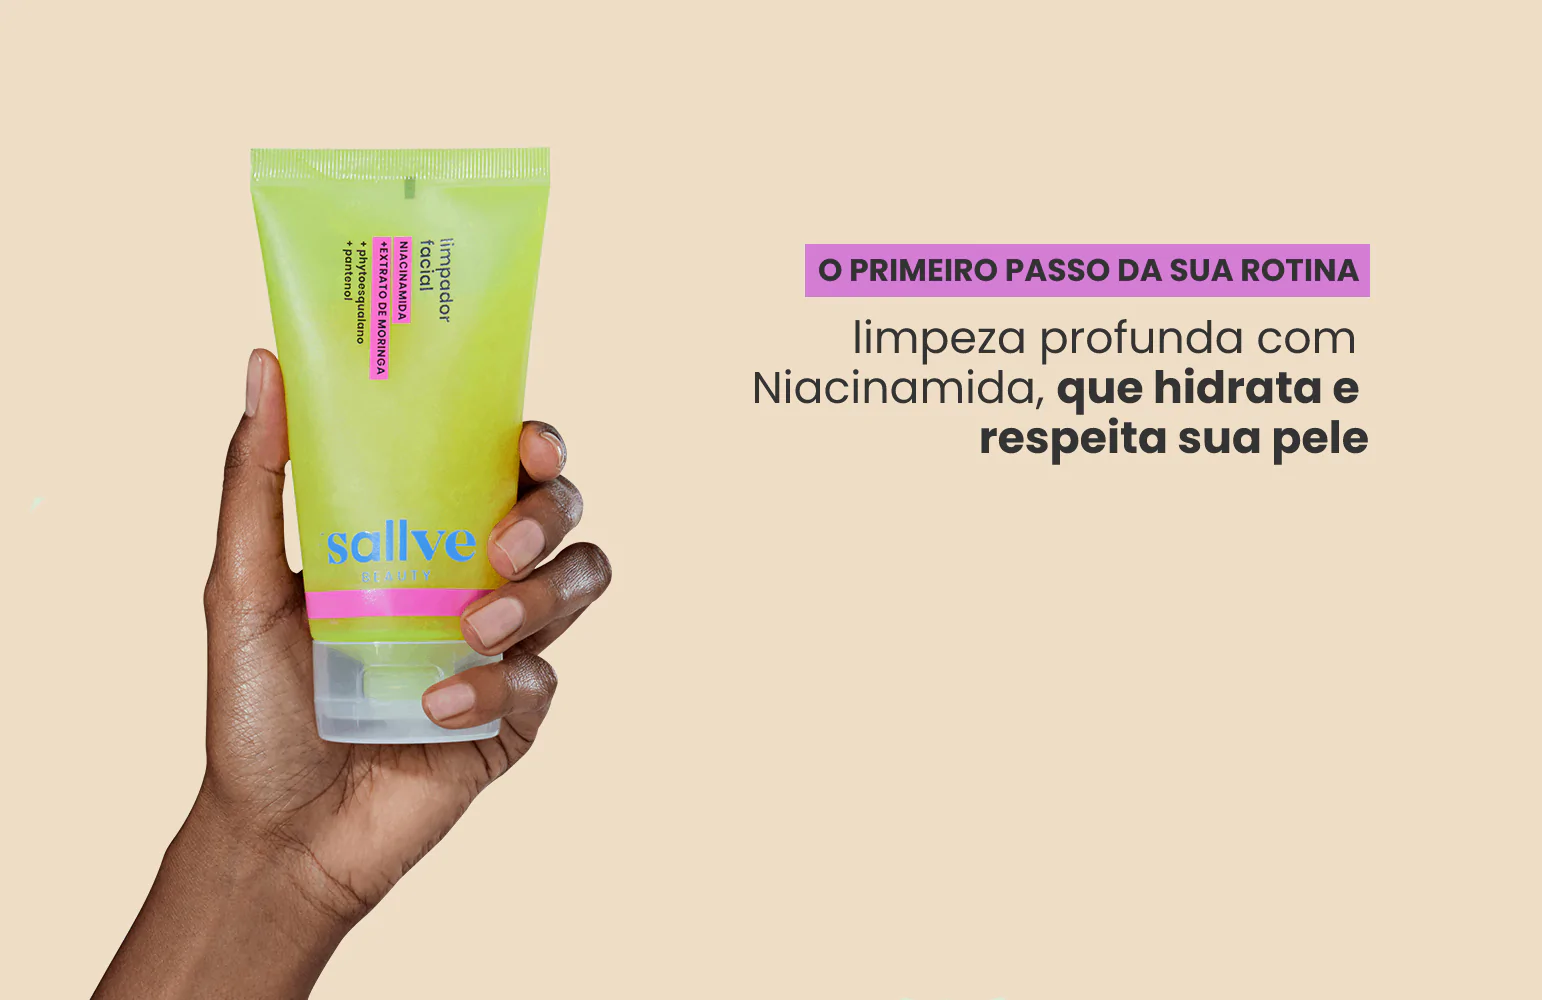 limpador
facial
NIACINAMIDA
+EXTRATO DE MORINGA
+ phytoesqualano
+ pantenol
sallve
BEAUTY
O PRIMEIRO PASSO DA SUA ROTINA
limpeza profunda com
Niacinamida, que hidrata e
respeita sua pele